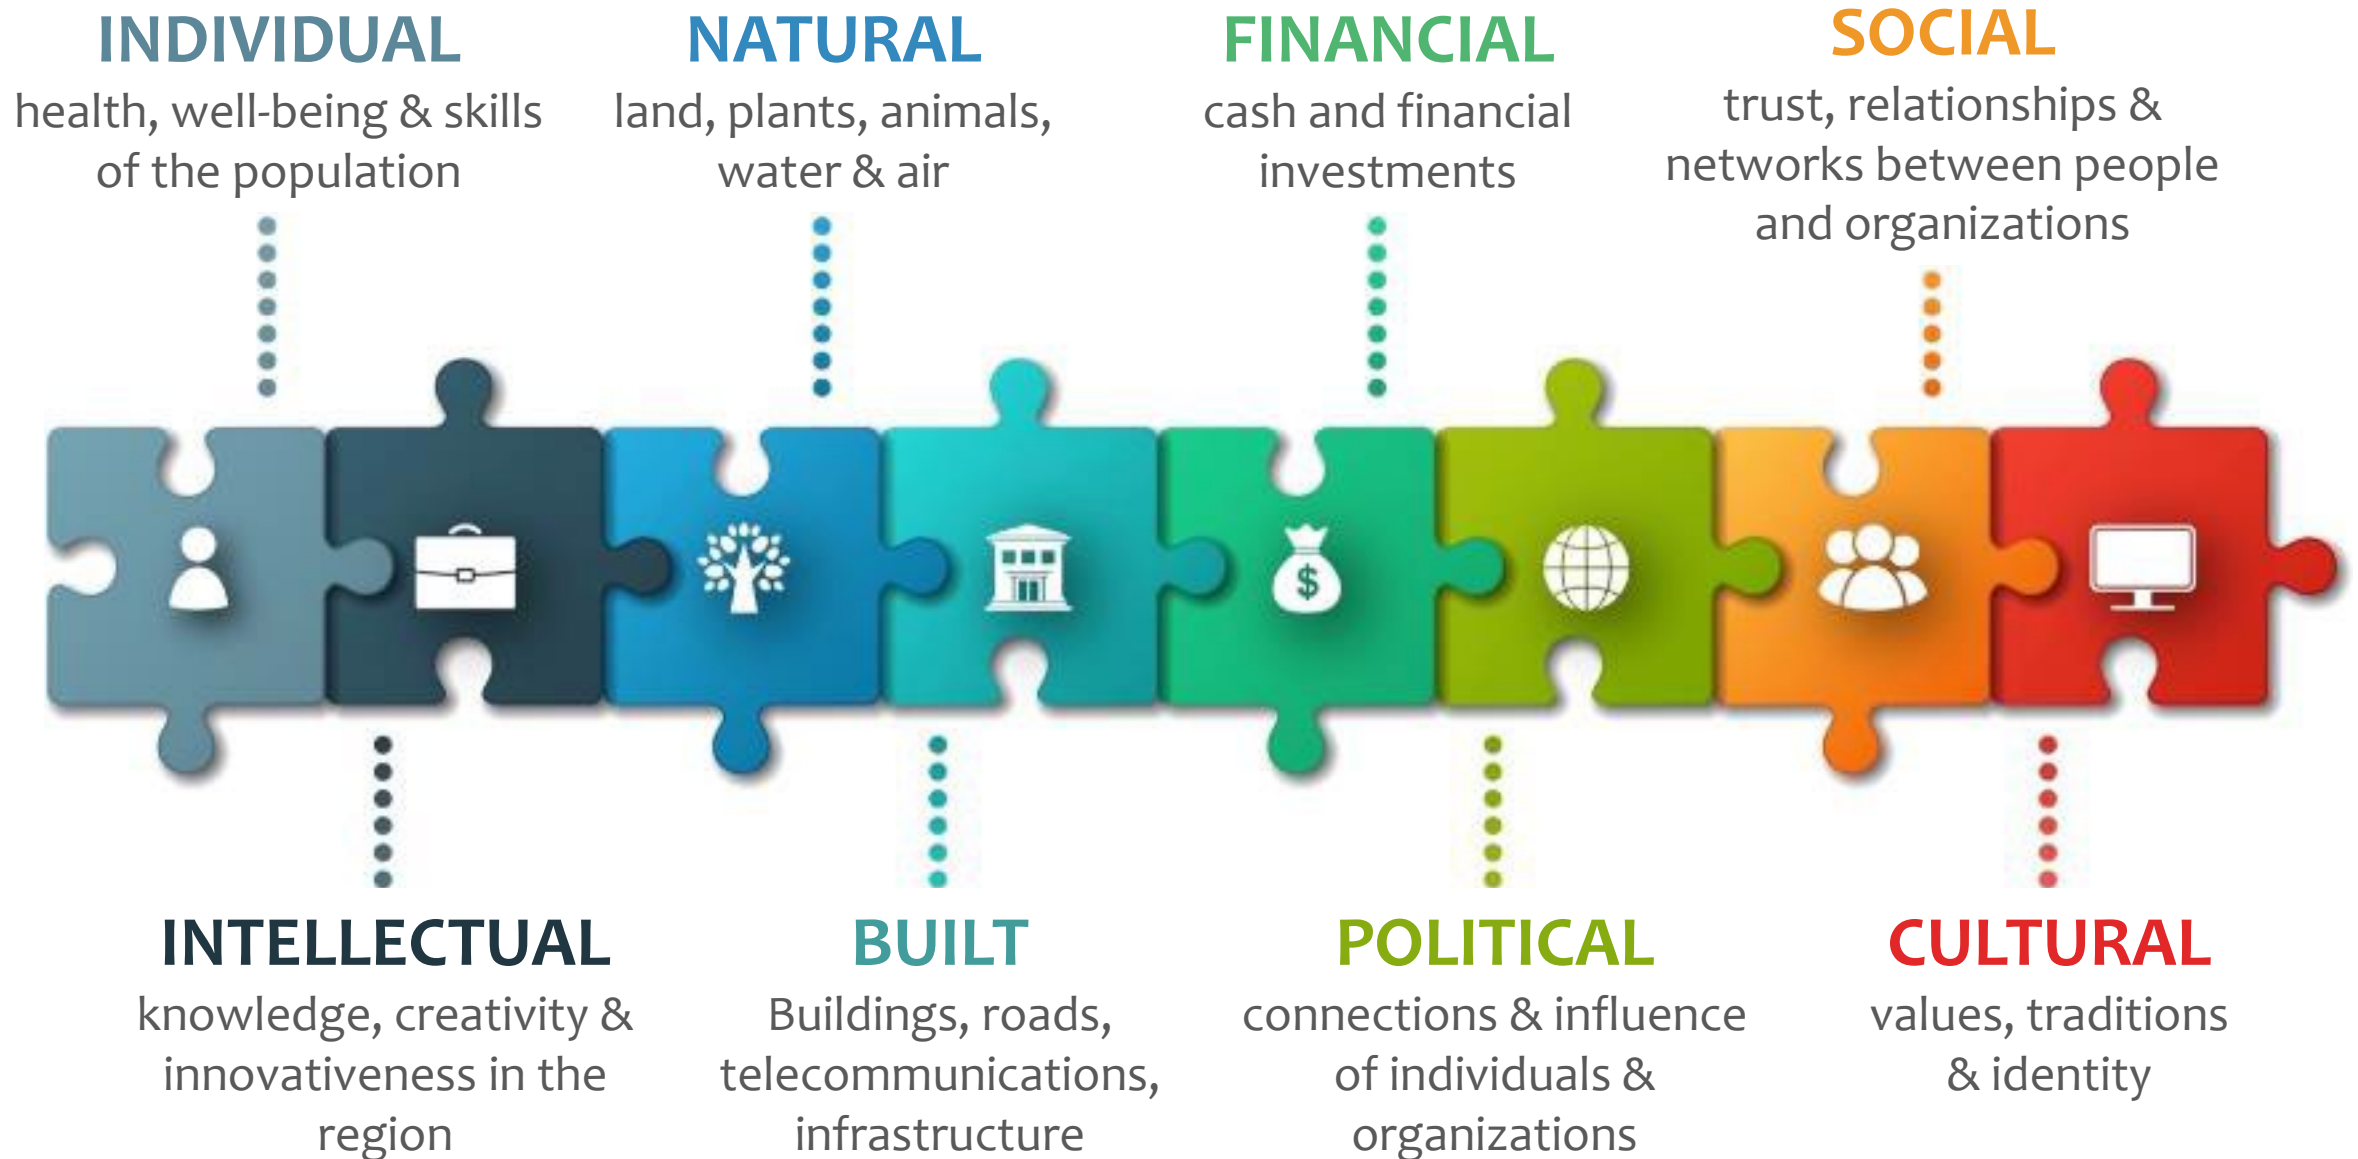 INDIVIDUAL
health, well-being & skills
of the population
NATURAL
land, plants, animals,
water & air
FINANCIAL
cash and financial
investments
SOCIAL
trust, relationships &
networks between people
and organizations
$
INTELLECTUAL
knowledge, creativity &
innovativeness in the
region
BUILT
Buildings, roads,
telecommunications,
infrastructure
POLITICAL
connections & influence
of individuals &
organizations
CULTURAL
values, traditions
& identity